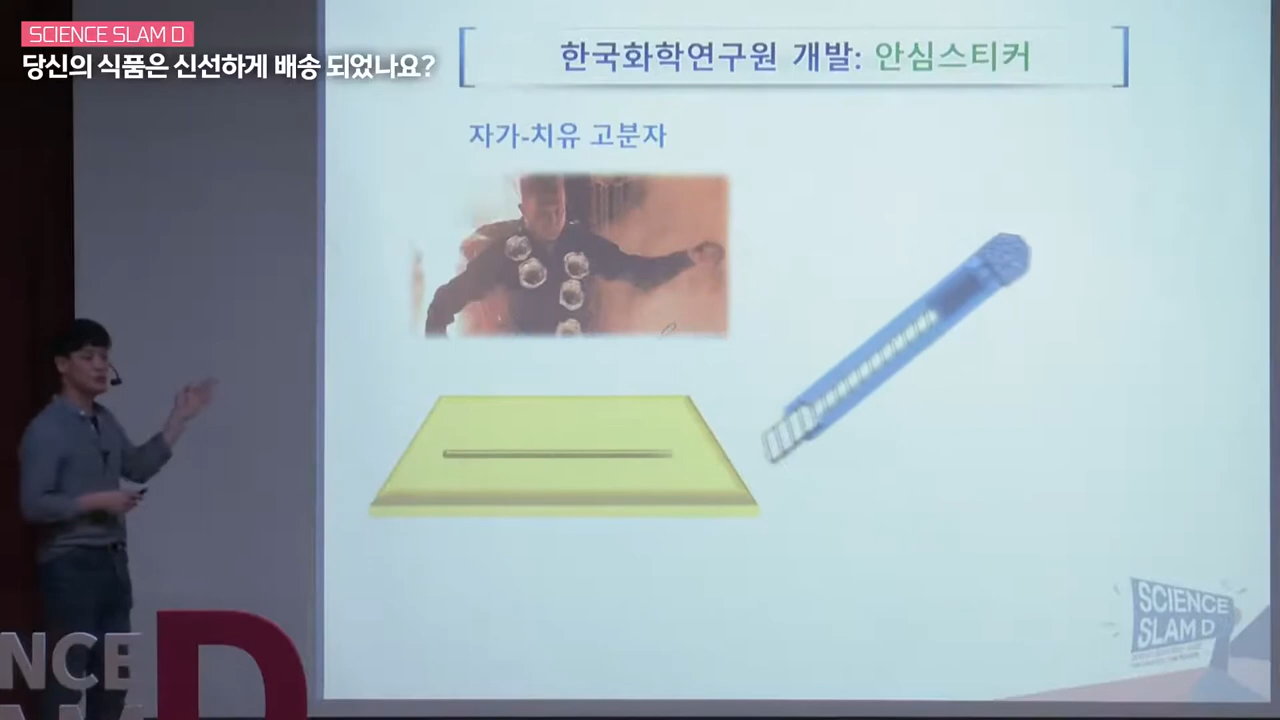 SCIENCE SLAM D
당신의 식품은 신선하게 배송 되었나요?
한국화학연구원 개발: 안심스티커
자가-치유 고분자
SCIENCE
SLAM D
NCE
D